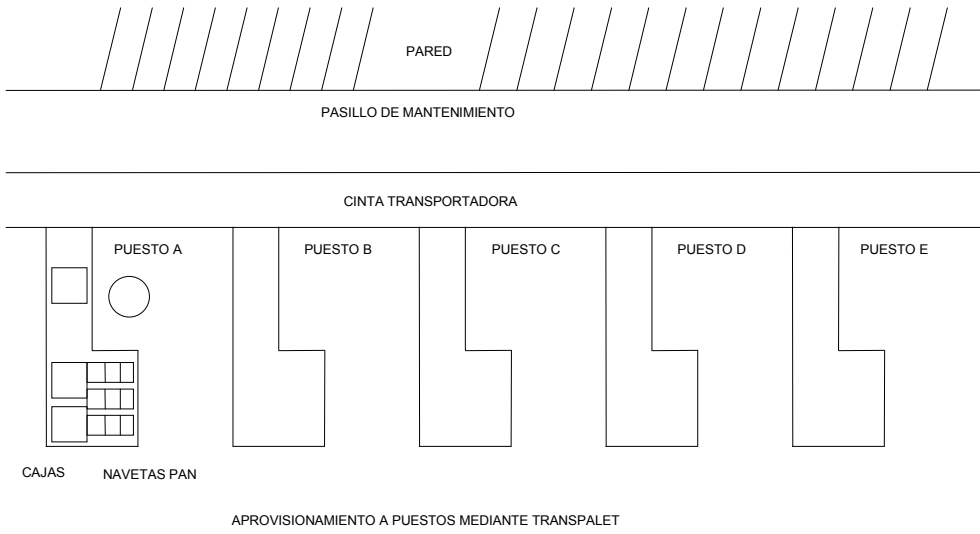 PARED
PASILLO DE MANTENIMIENTO
CINTA TRANSPORTADORA
PUESTO A
PUESTO B
PUESTO C
PUESTO D
PUESTO E
CAJAS
NAVETAS PAN
APROVISIONAMIENTO A PUESTOS MEDIANTE TRANSPALET